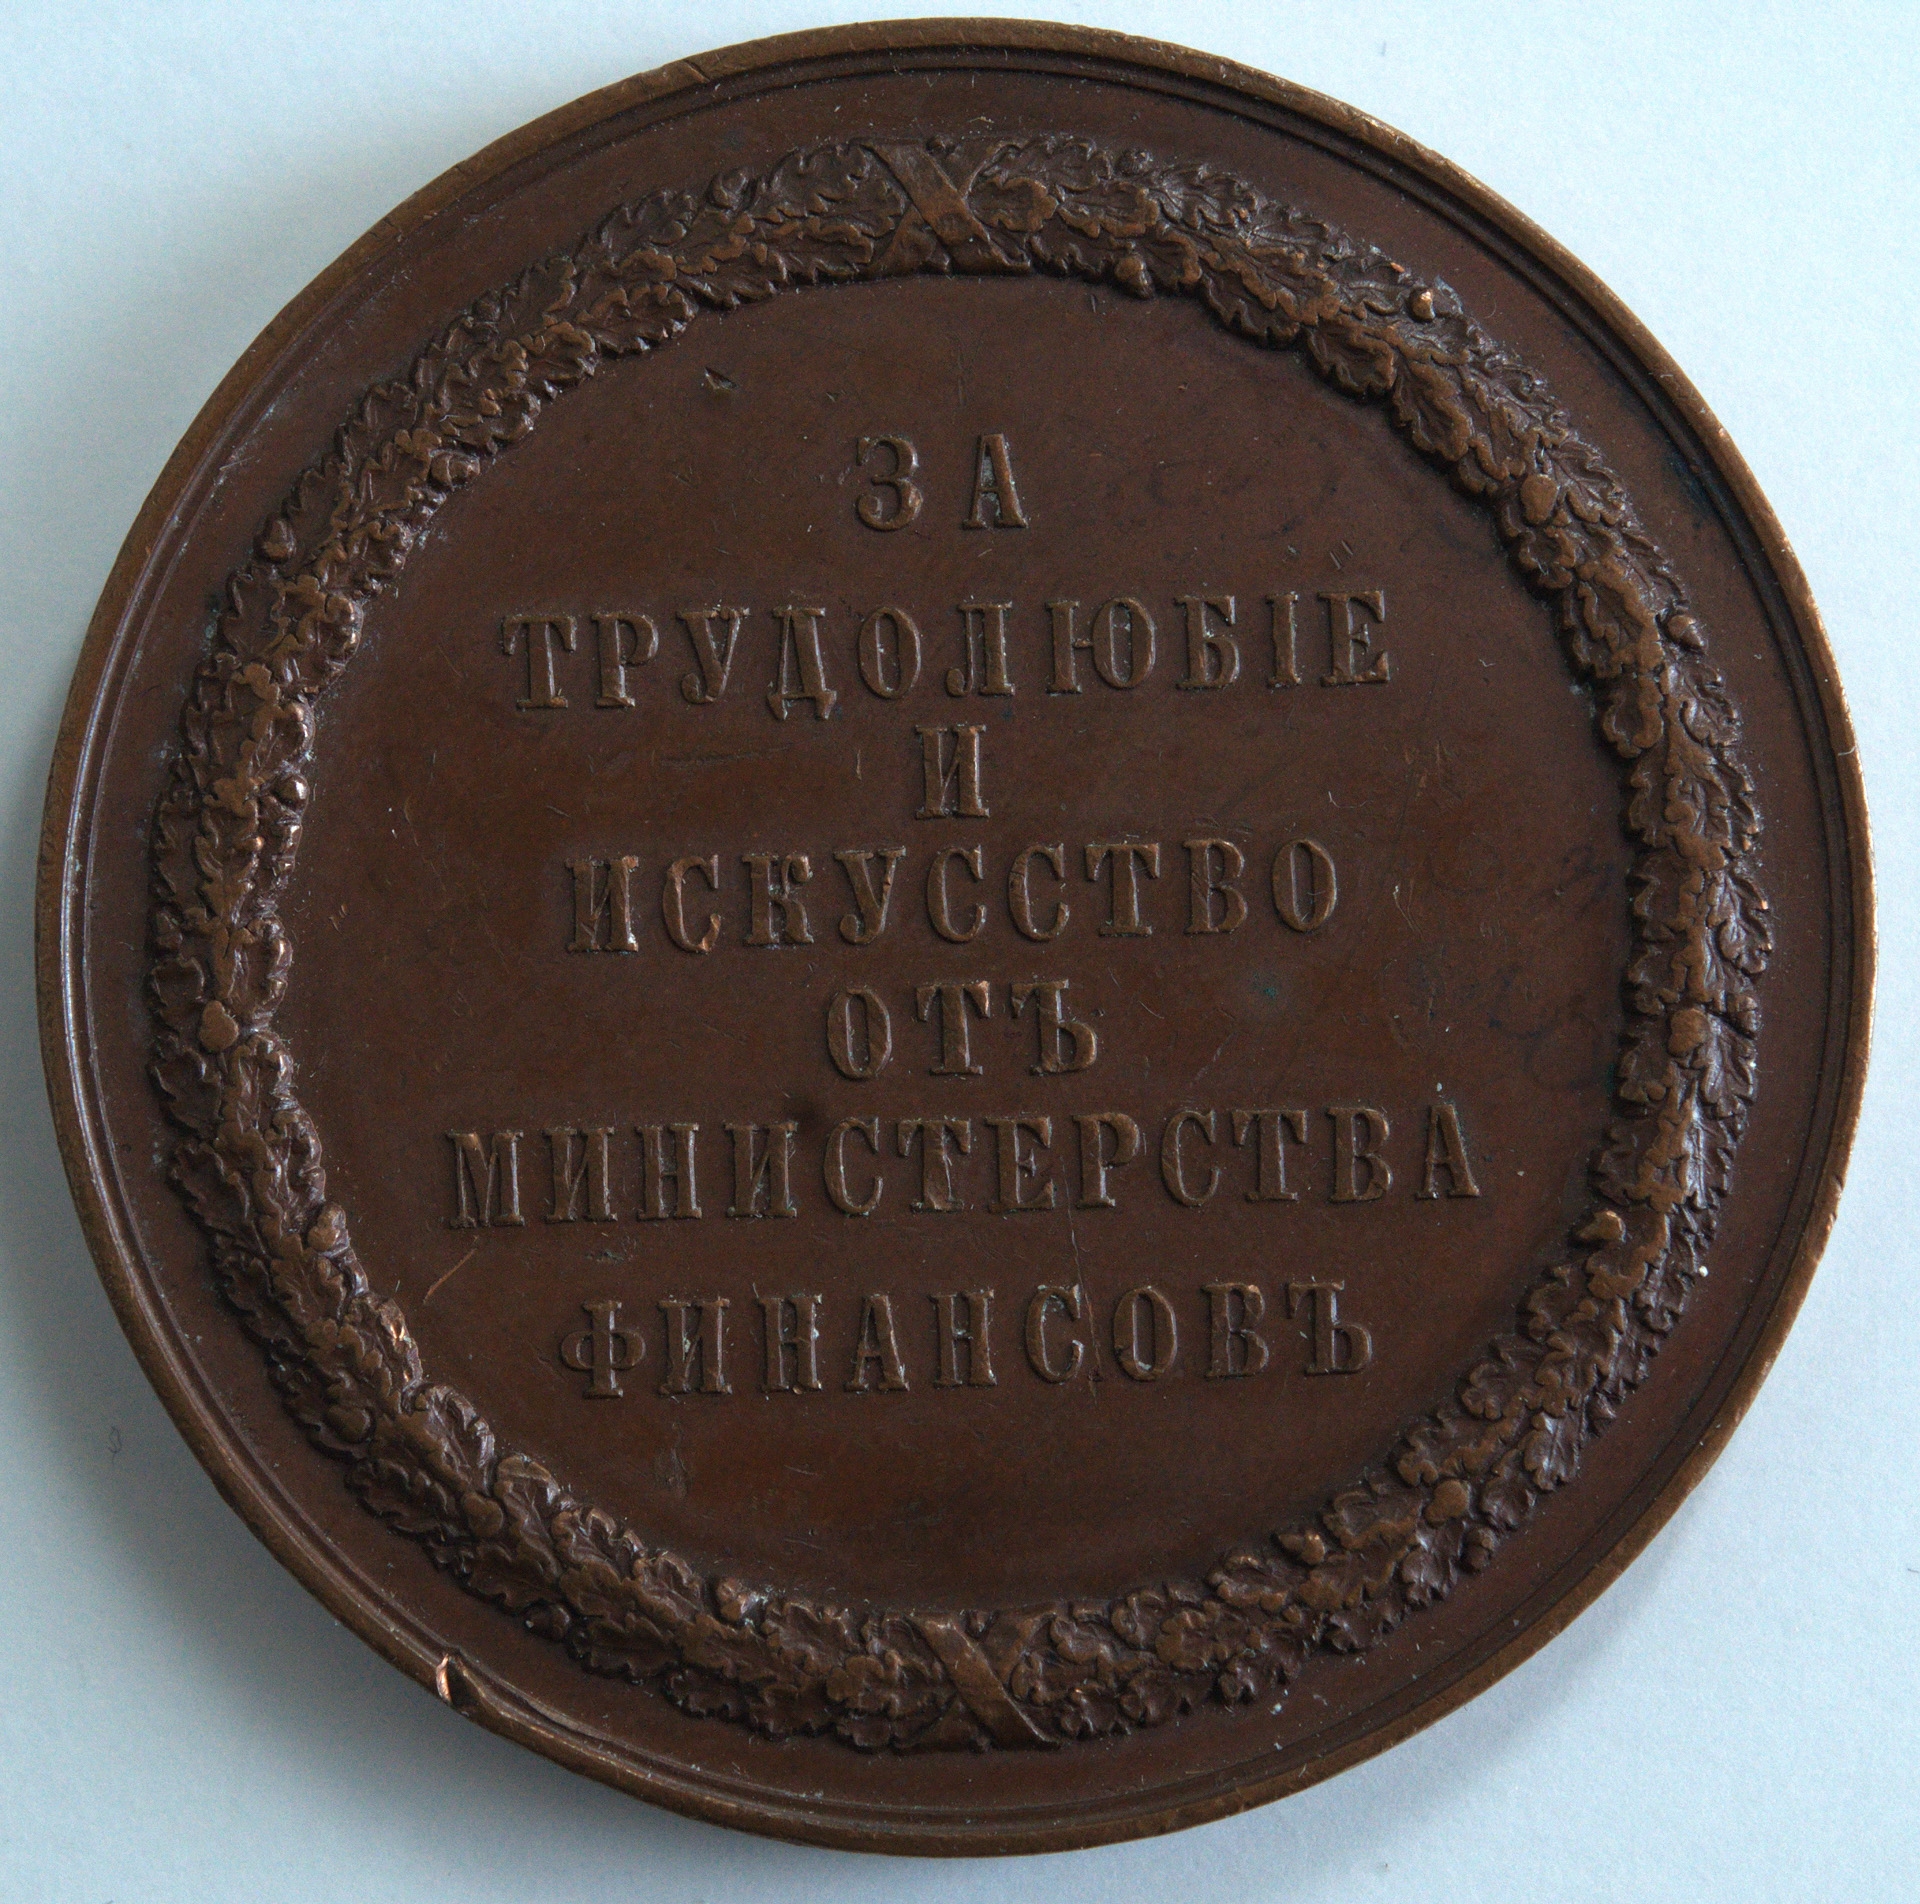 ЗА
ТРУДОЛЮБІЕ
И
ИСКУССТВО
ОТЪ
МИНИСТЕРСТВА
ФИНАНСОВЪ